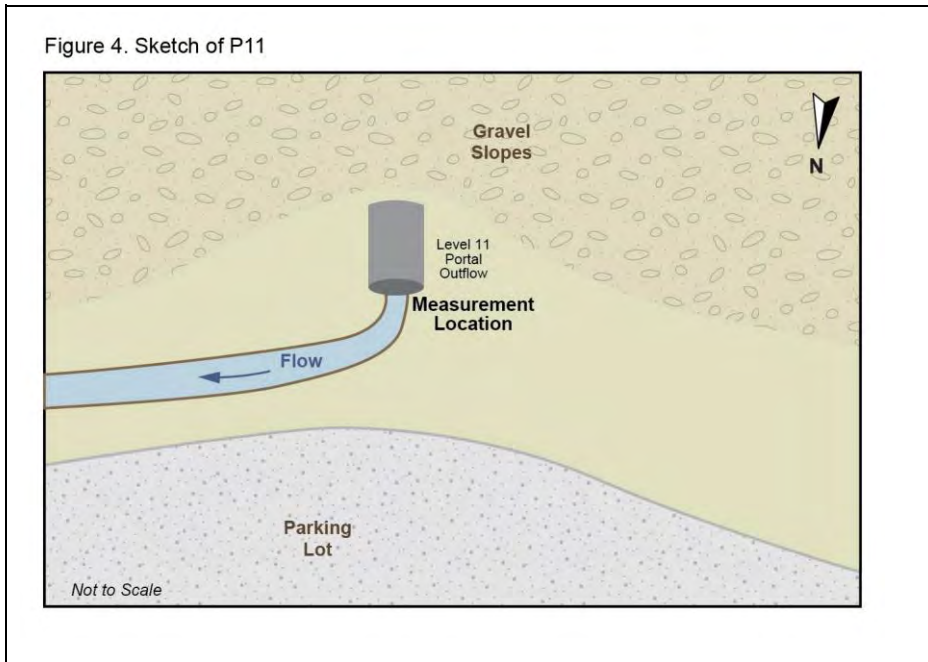 Figure 4. Sketch of P11
Gravel
Slopes
N
Level 11
Portal
Outflow
Measurement
Location
Flow
Parking
Lot
Not to Scale